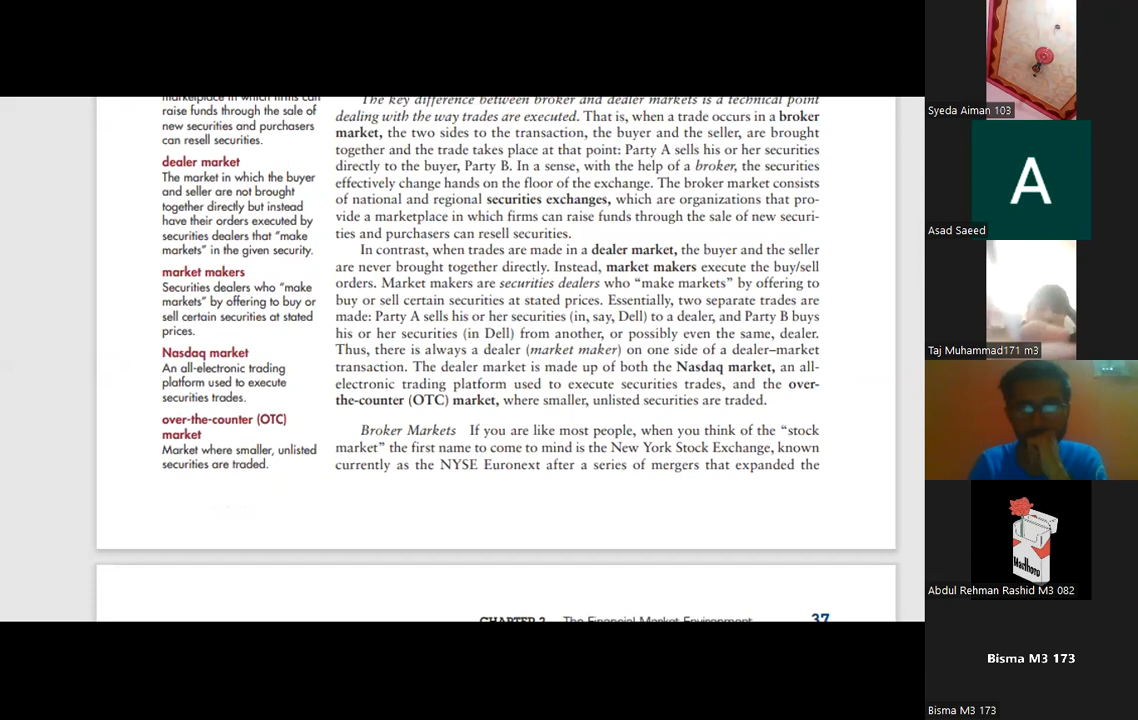 marketplace in which firms can
raise funds through the sale of
new securities and purchasers
can resell securities.
dealer market
The market in which the buyer
and seller are not brought
together directly but instead
have their orders executed by
securities dealers that “make
markets” in the given security.
market makers
Securities dealers who “make
markets” by offering to buy or
sell certain securities at stated
prices.
Nasdaq market
An all-electronic trading
platform used to execute
securities trades.
over-the-counter (OTC)
market
Market where smaller, unlisted
securities are traded.
The key difference between broker and dealer markets is a technical point
dealing with the way trades are executed. That is, when a trade occurs in a broker
market, the two sides to the transaction, the buyer and the seller, are brought
together and the trade takes place at that point: Party A sells his or her securities
directly to the buyer, Party B. In a sense, with the help of a broker, the securities
effectively change hands on the floor of the exchange. The broker market consists
of national and regional securities exchanges, which are organizations that pro-
vide a marketplace in which firms can raise funds through the sale of new securi-
ties and purchasers can resell securities.
In contrast, when trades are made in a dealer market, the buyer and the seller
are never brought together directly. Instead, market makers execute the buy/sell
orders. Market makers are securities dealers who “make markets” by offering to
buy or sell certain securities at stated prices. Essentially, two separate trades are
made: Party A sells his or her securities (in, say, Dell) to a dealer, and Party B buys
his or her securities (in Dell) from another, or possibly even the same, dealer.
Thus, there is always a dealer (market maker) on one side of a dealer–market
transaction. The dealer market is made up of both the Nasdaq market, an all-
electronic trading platform used to execute securities trades, and the over-
the-counter (OTC) market, where smaller, unlisted securities are traded.
Broker Markets If you are like most people, when you think of the “stock
market” the first name to come to mind is the New York Stock Exchange, known
currently as the NYSE Euronext after a series of mergers that expanded the
CHAPTER 2 The Financial Market Environment 37
Syeda Aiman 103
A
Asad Saeed
Taj Muhammad171 m3
Marlboro
Abdul Rehman Rashid M3 082
Bisma M3 173
Bisma M3 173